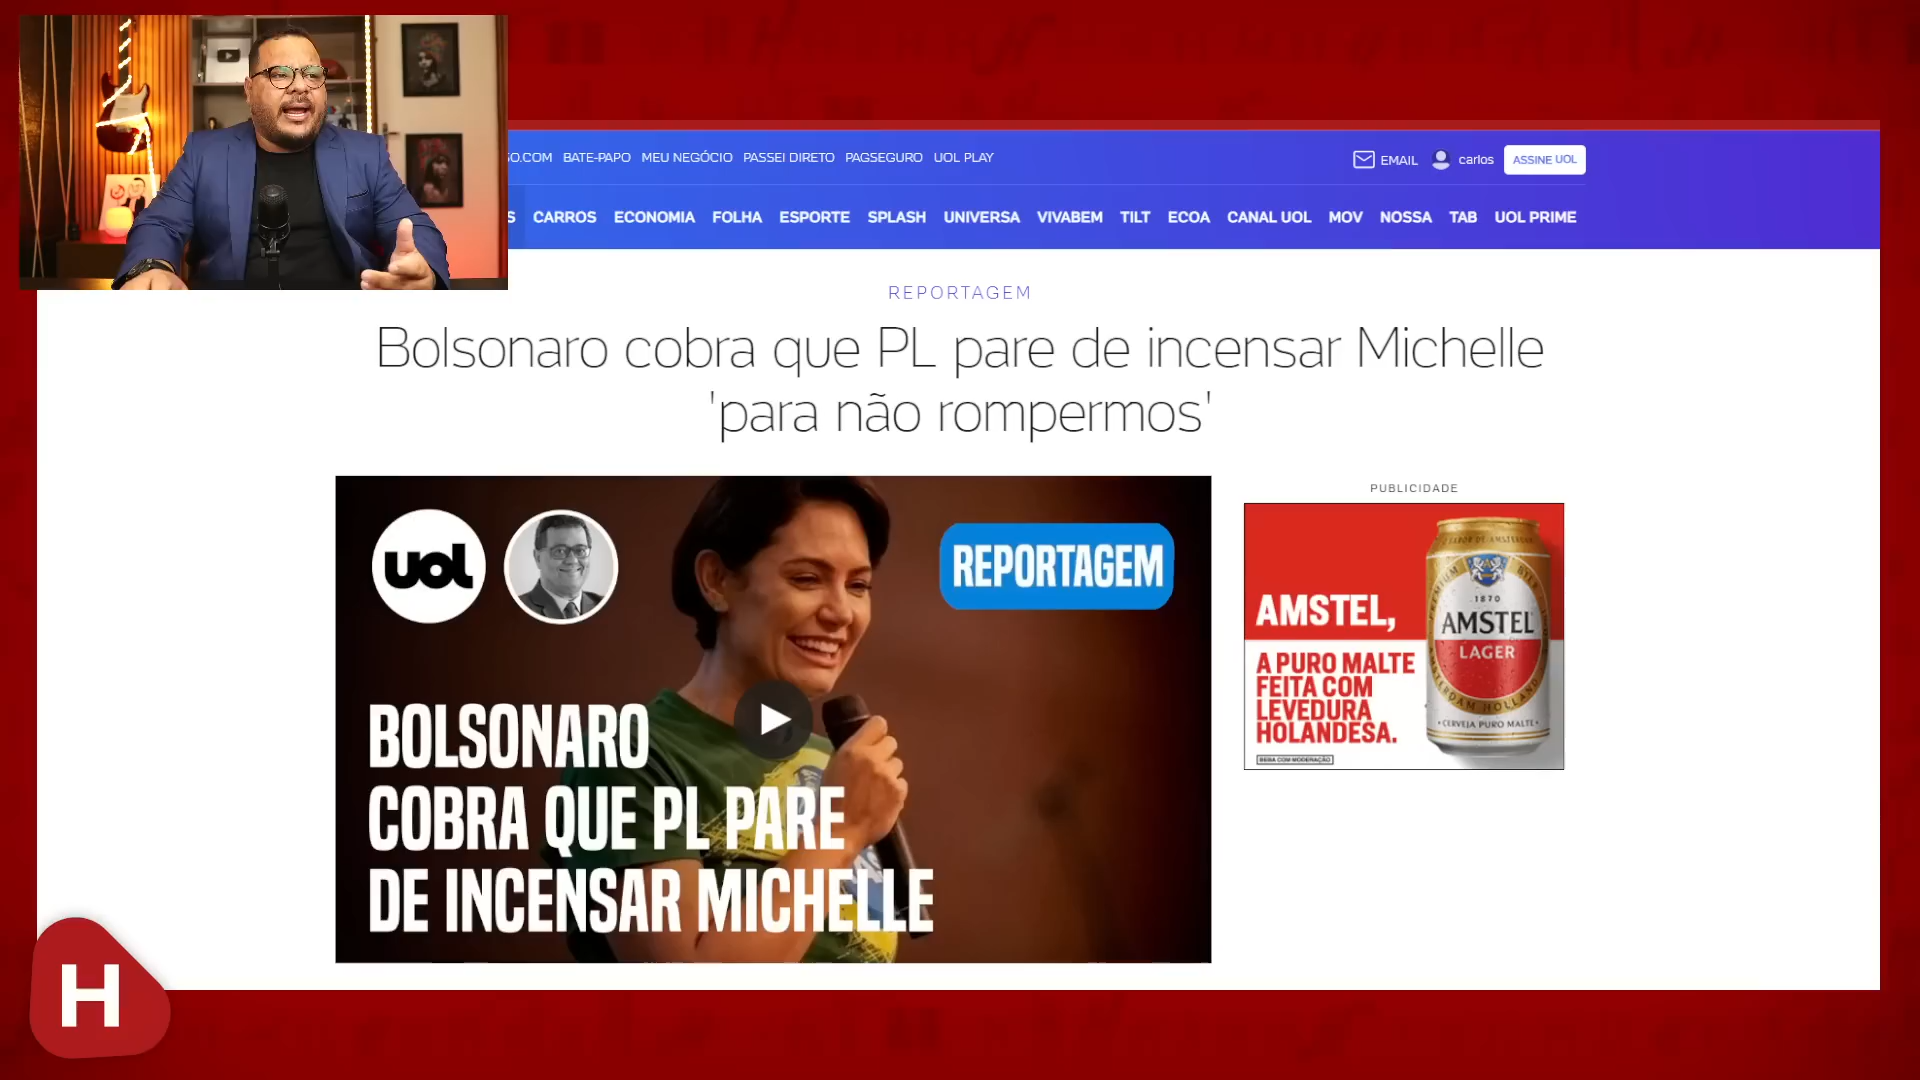 BATE-PAPO MEU NEGÓCIO PASSEI DIRETO PAGSEGURO UOL PLAY
EMAIL carlos ASSINE UOL
CARROS ECONOMIA FOLHA ESPORTE SPLASH UNIVERSA VIVABEM TILT ECOA CANAL UOL MOV NOSSA TAB UOL PRIME
REPORTAGEM
Bolsonaro cobra que PL pare de incensar Michelle
'para não rompermos'
uol
REPORTAGEM
BOLSONARO
COBRA QUE PL PARE
DE INCENSAR MICHELLE
PUBLICIDADE
AMSTEL,
A PURO MALTE
FEITA COM
LEVEDURA
HOLANDESA.
BEBA COM MODERAÇÃO
1870
AMSTEL
LAGER
CERVEJA PURO MALTE
H